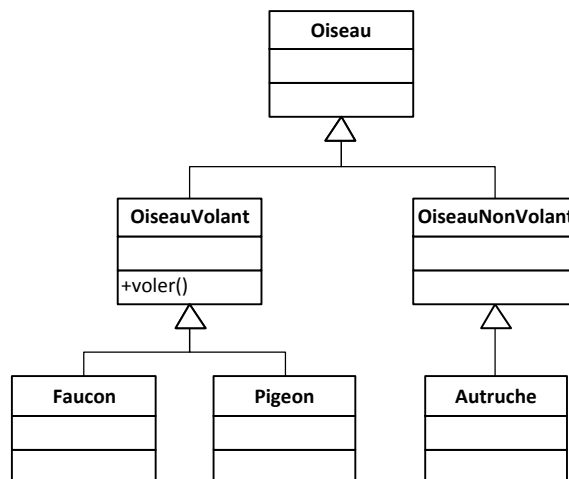 Oiseau
OiseauVolant
OiseauNonVolant
+voler()
Faucon
Pigeon
Autruche